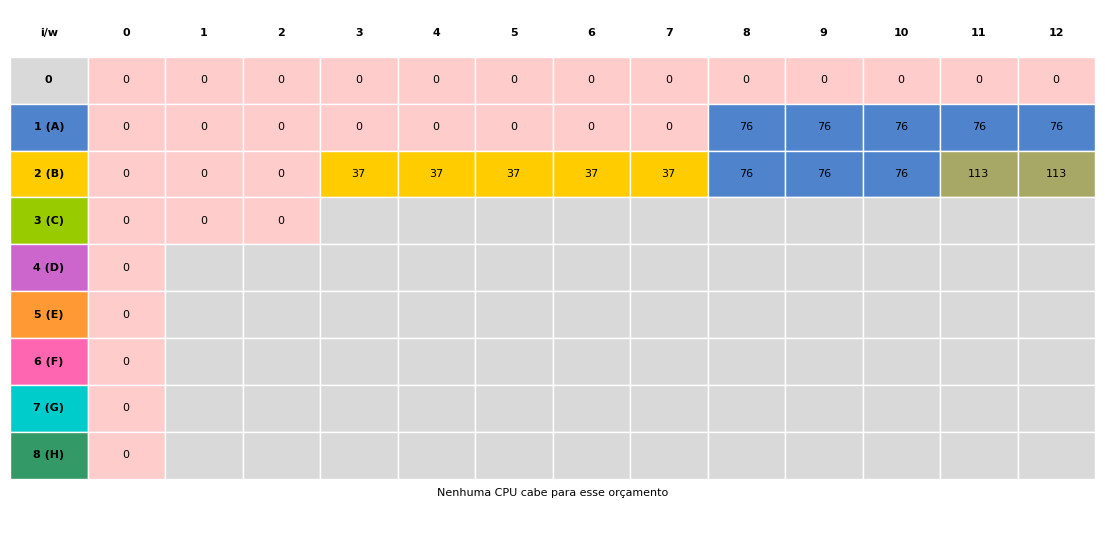 i/w 0 1 2 3 4 5 6 7 8 9 10 11 12
0 0 0 0 0 0 0 0 0 0 0 0 0 0
1 (A) 0 0 0 0 0 0 0 0 76 76 76 76 76
2 (B) 0 0 0 37 37 37 37 37 76 76 76 113 113
3 (C) 0 0 0
4 (D) 0
5 (E) 0
6 (F) 0
7 (G) 0
8 (H) 0
Nenhuma CPU cabe para esse orçamento